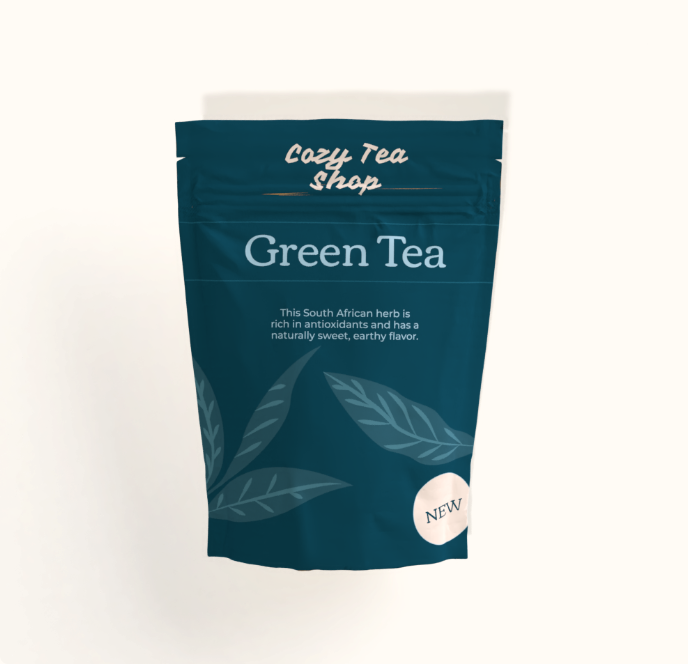 Cozy Tea
Shop
Green Tea
This South African herb is
rich in antioxidants and has a
naturally sweet, earthy flavor.
NEW